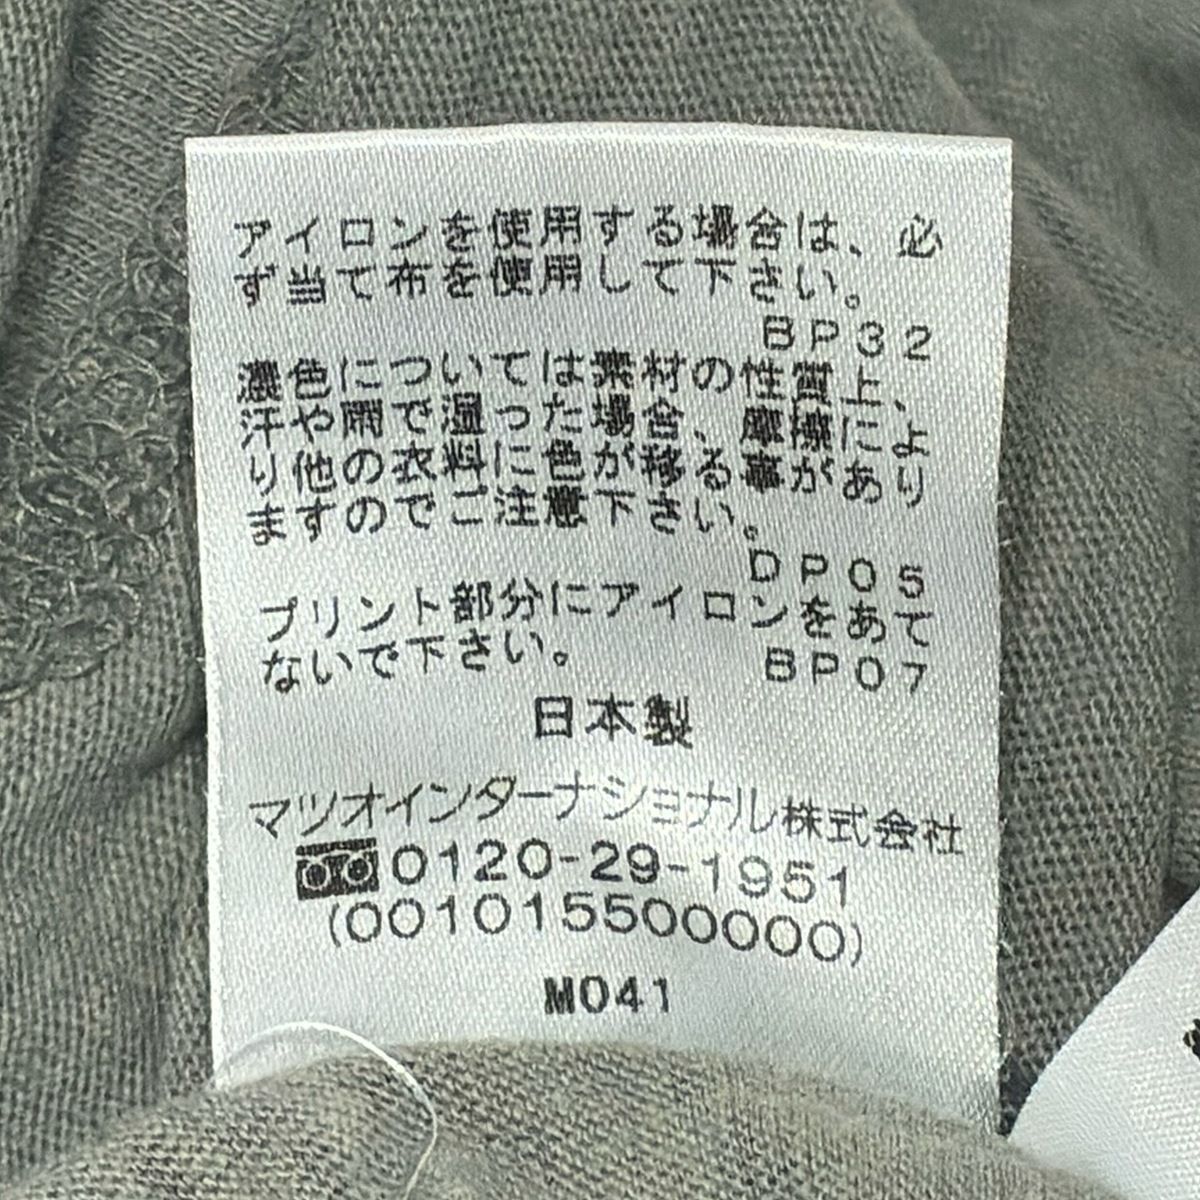 アイロンを使用する場合は、必
ず当て布を使用して下さい。
BP32
濃色については素材の性質上、
汗や雨で湿った場合、摩擦によ
り他の衣料に色が移る事があり
ますのでご注意下さい。
DP05
プリント部分にアイロンをあて
ないで下さい。 BP07
日本製
マツオインターナショナル株式会社
0120-29-1951
(001015500000)
M041